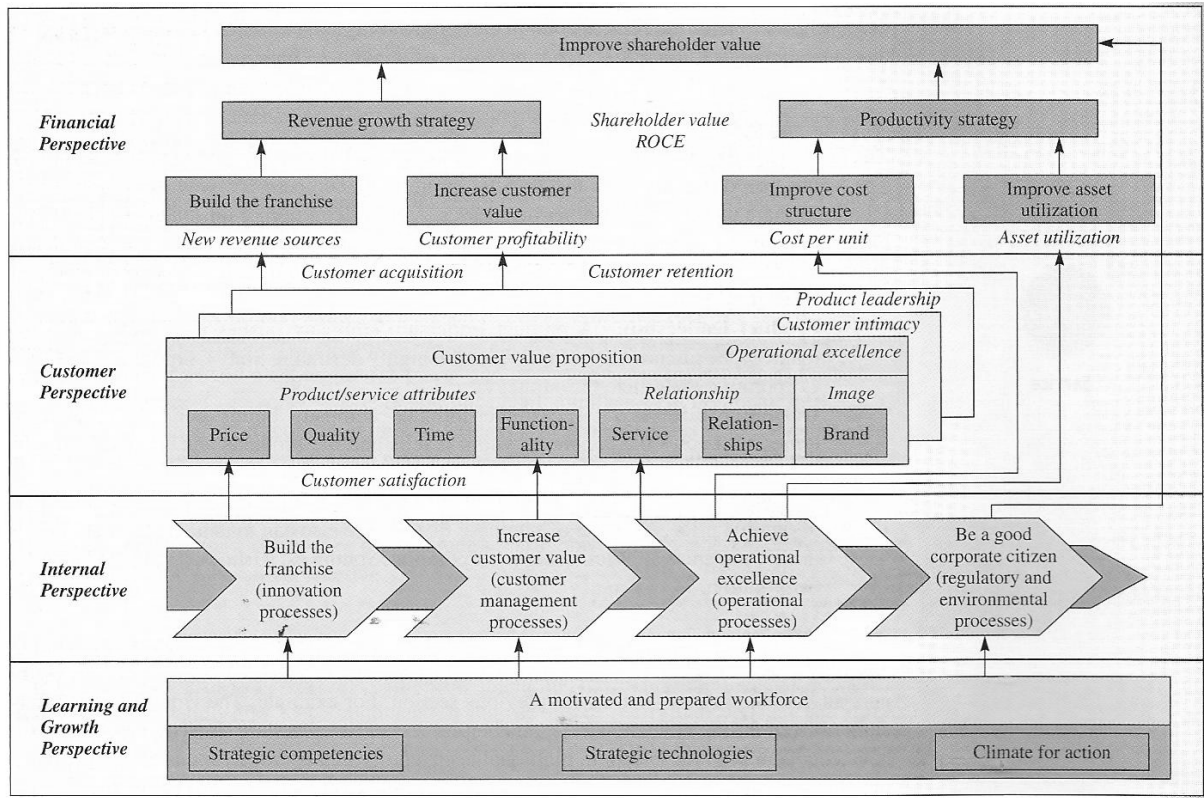 Improve shareholder value
Financial
Perspective
Revenue growth strategy
Shareholder value
ROCE
Productivity strategy
Build the franchise
Increase customer
value
Improve cost
structure
Improve asset
utilization
New revenue sources
Customer profitability
Cost per unit
Asset utilization
Customer acquisition
Customer retention
Product leadership
Customer intimacy
Customer value proposition
Operational excellence
Customer
Perspective
Product/service attributes
Relationship
Image
Price
Quality
Time
Function-
ality
Service
Relation-
ships
Brand
Customer satisfaction
Internal
Perspective
Build the
franchise
(innovation
processes)
Increase
customer value
(customer
management
processes)
Achieve
operational
excellence
(operational
processes)
Be a good
corporate citizen
(regulatory and
environmental
processes)
Learning and
Growth
Perspective
A motivated and prepared workforce
Strategic competencies
Strategic technologies
Climate for action